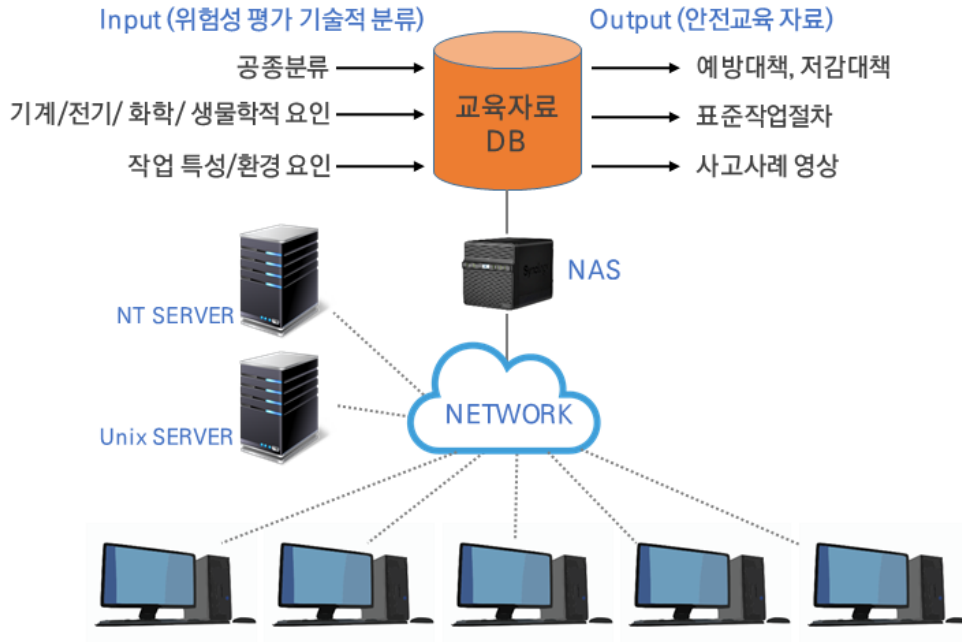 Input (위험성 평가 기술적 분류)
Output (안전교육 자료)
공종분류
예방대책, 저감대책
기계/전기/ 화학/ 생물학적 요인
표준작업절차
작업 특성/환경 요인
사고사례 영상
교육자료
DB
Synology
NAS
NT SERVER
Unix SERVER
NETWORK